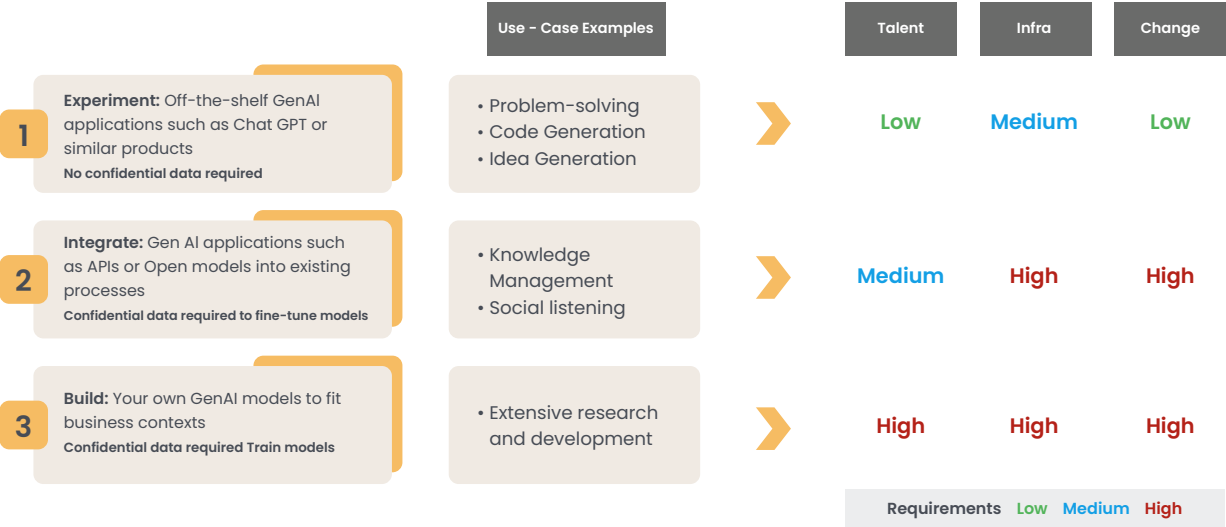 Use - Case Examples
Talent
Infra
Change
1
Experiment: Off-the-shelf GenAI
applications such as Chat GPT or
similar products
No confidential data required
• Problem-solving
• Code Generation
• Idea Generation
Low
Medium
Low
2
Integrate: Gen AI applications such
as APIs or Open models into existing
processes
Confidential data required to fine-tune models
• Knowledge
Management
• Social listening
Medium
High
High
3
Build: Your own GenAI models to fit
business contexts
Confidential data required Train models
• Extensive research
and development
High
High
High
Requirements Low Medium High